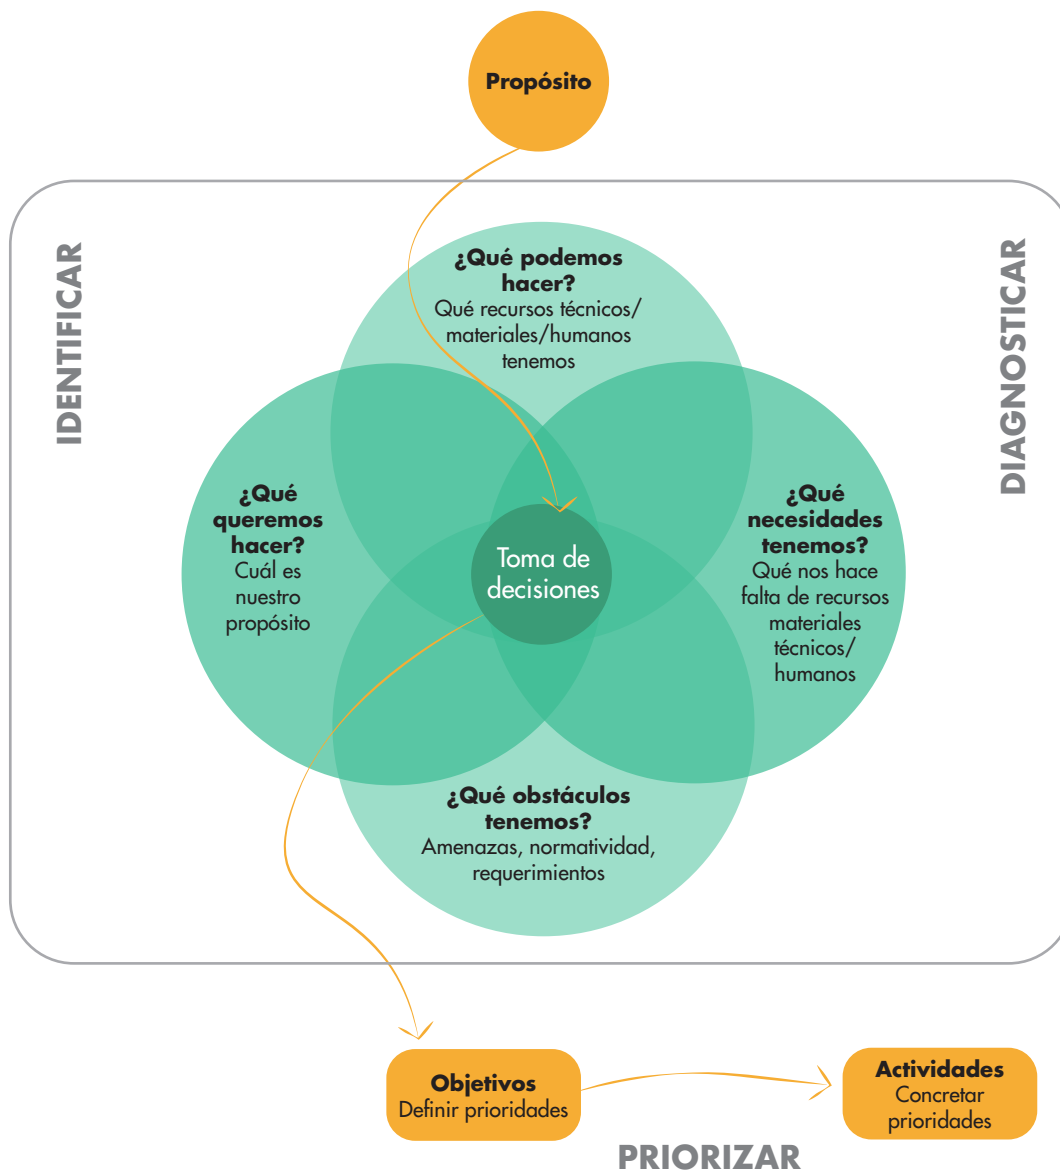 Propósito
IDENTIFICAR
DIAGNOSTICAR
¿Qué podemos
hacer?
Qué recursos técnicos/
materiales/humanos
tenemos
¿Qué
queremos
hacer?
Cuál es
nuestro
propósito
Toma de
decisiones
¿Qué
necesidades
tenemos?
Qué nos hace
falta de recursos
materiales
técnicos/
humanos
¿Qué obstáculos
tenemos?
Amenazas, normatividad,
requerimientos
Objetivos
Definir prioridades
Actividades
Concretar
prioridades
PRIORIZAR